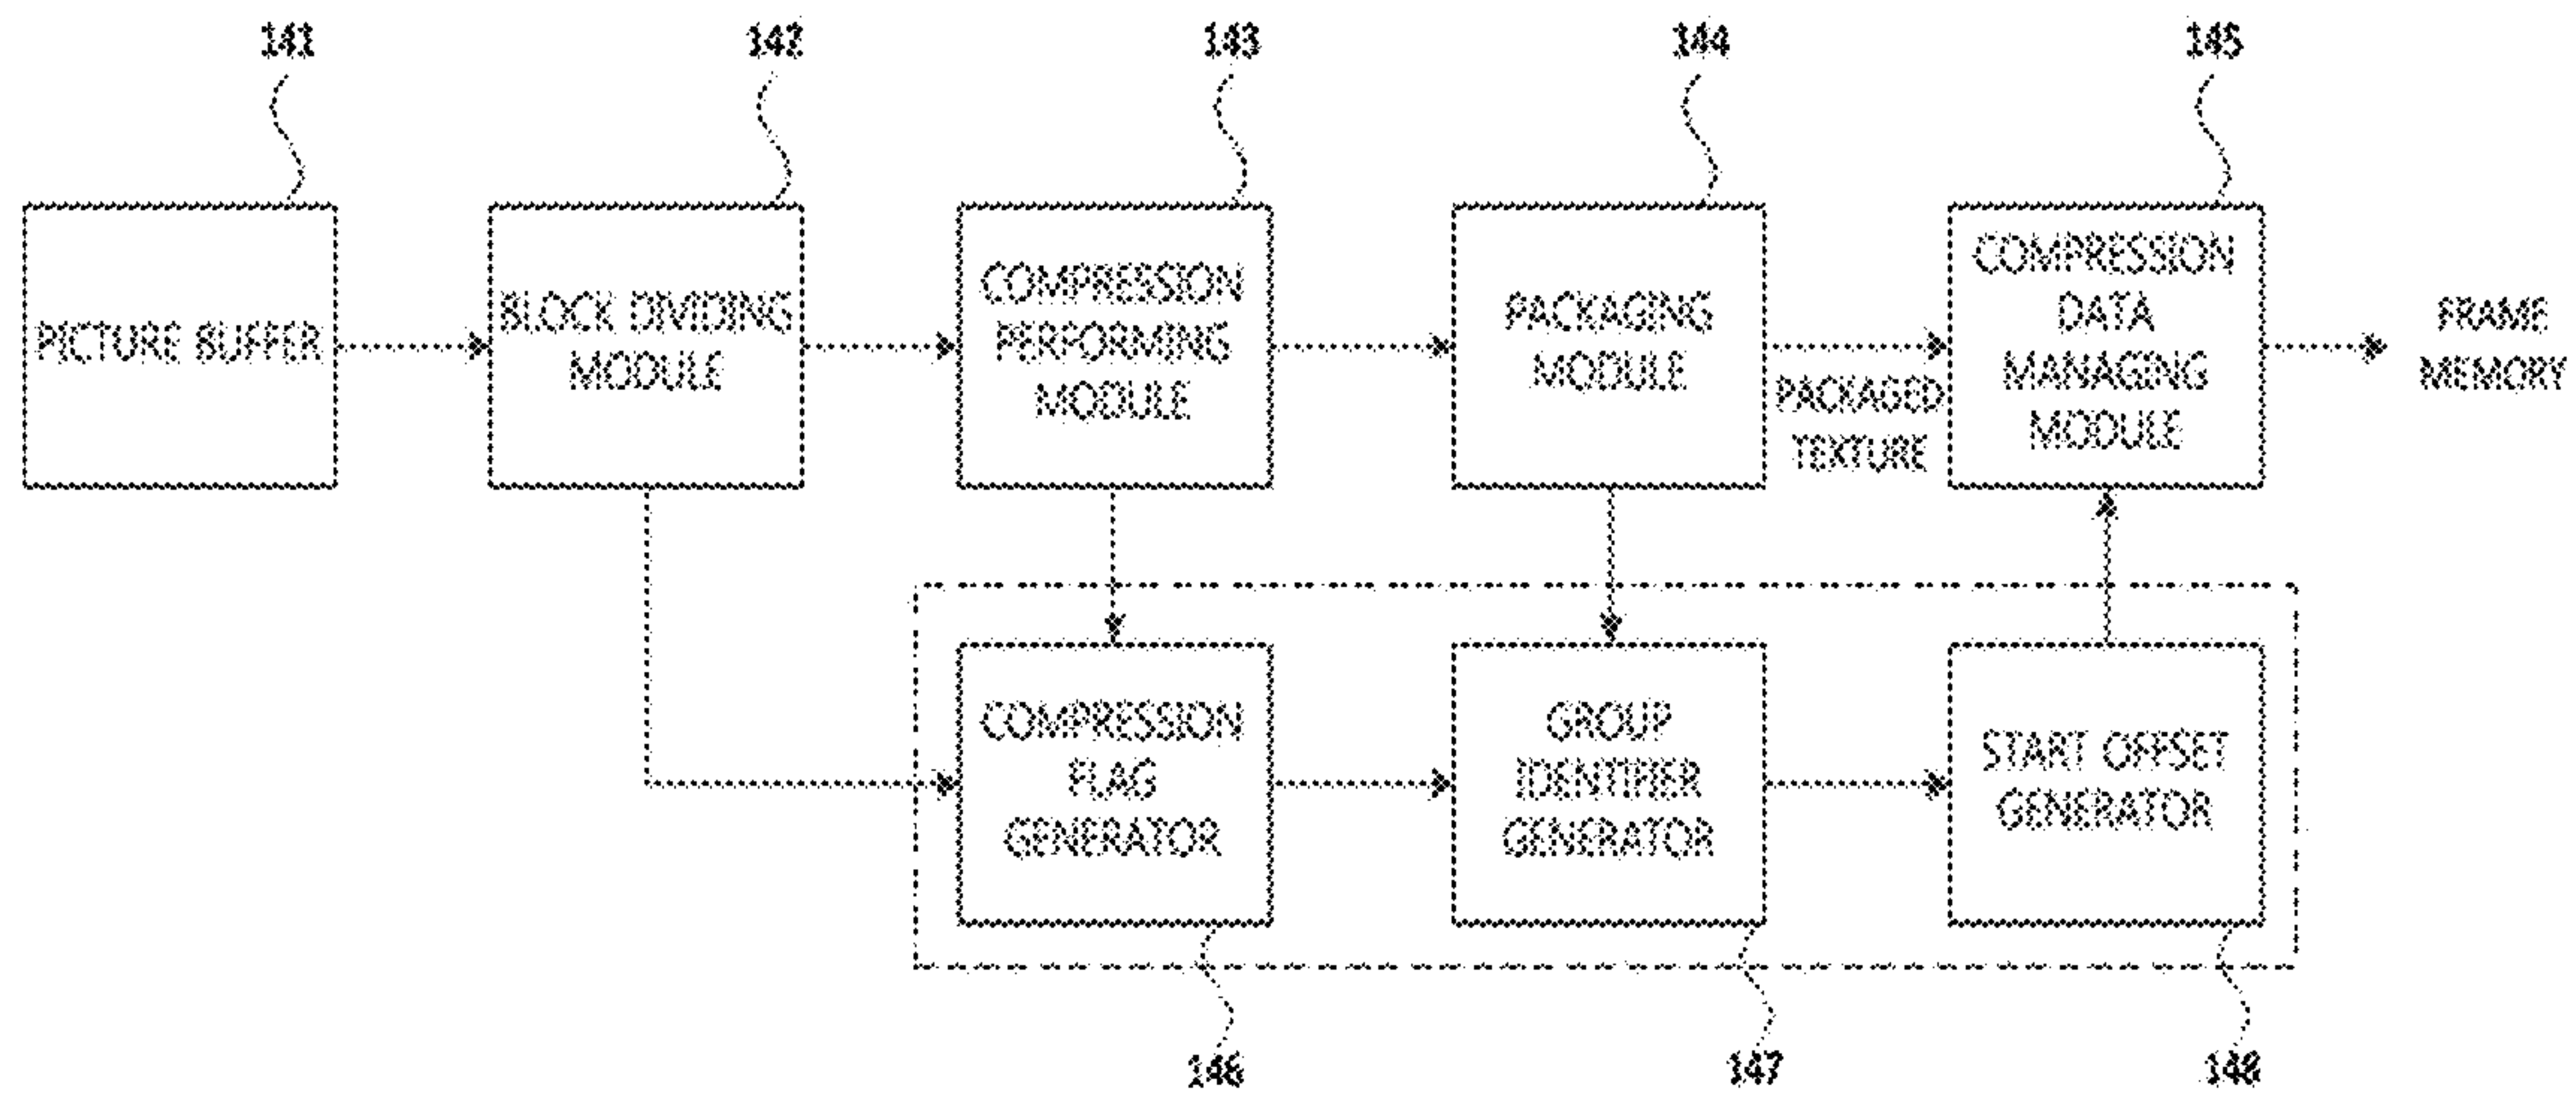 141
142
143
144
145
PICTURE BUFFER
BLOCK DIVIDING
MODULE
COMPRESSION
PERFORMING
MODULE
PACKAGING
MODULE
PACKAGED
TEXTURE
COMPRESSION
DATA
MANAGING
MODULE
FRAME
MEMORY
COMPRESSION
FLAG
GENERATOR
GROUP
IDENTIFIER
GENERATOR
START OFFSET
GENERATOR
146
147
148